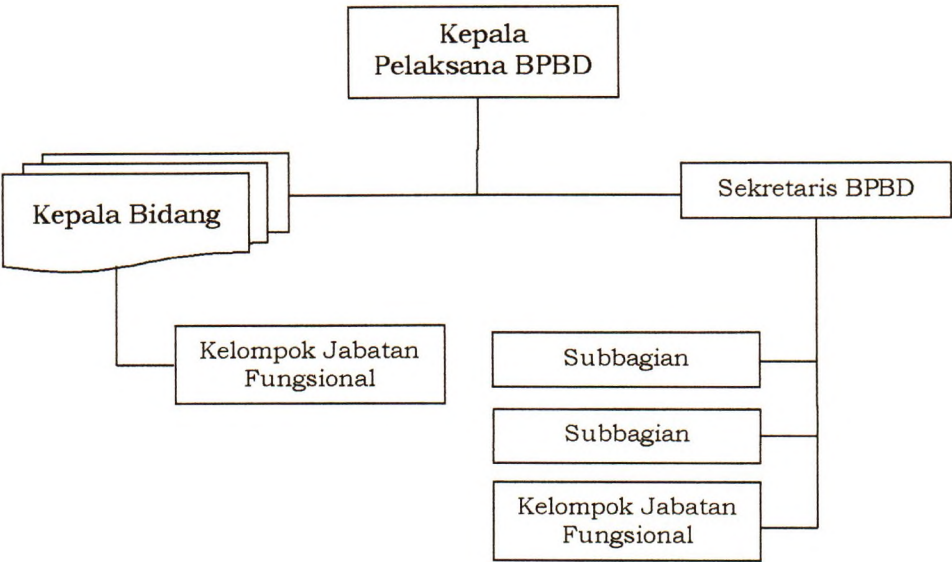 Kepala
Pelaksana BPBD
Kepala Bidang
Sekretaris BPBD
Kelompok Jabatan
Fungsional
Subbagian
Subbagian
Kelompok Jabatan
Fungsional